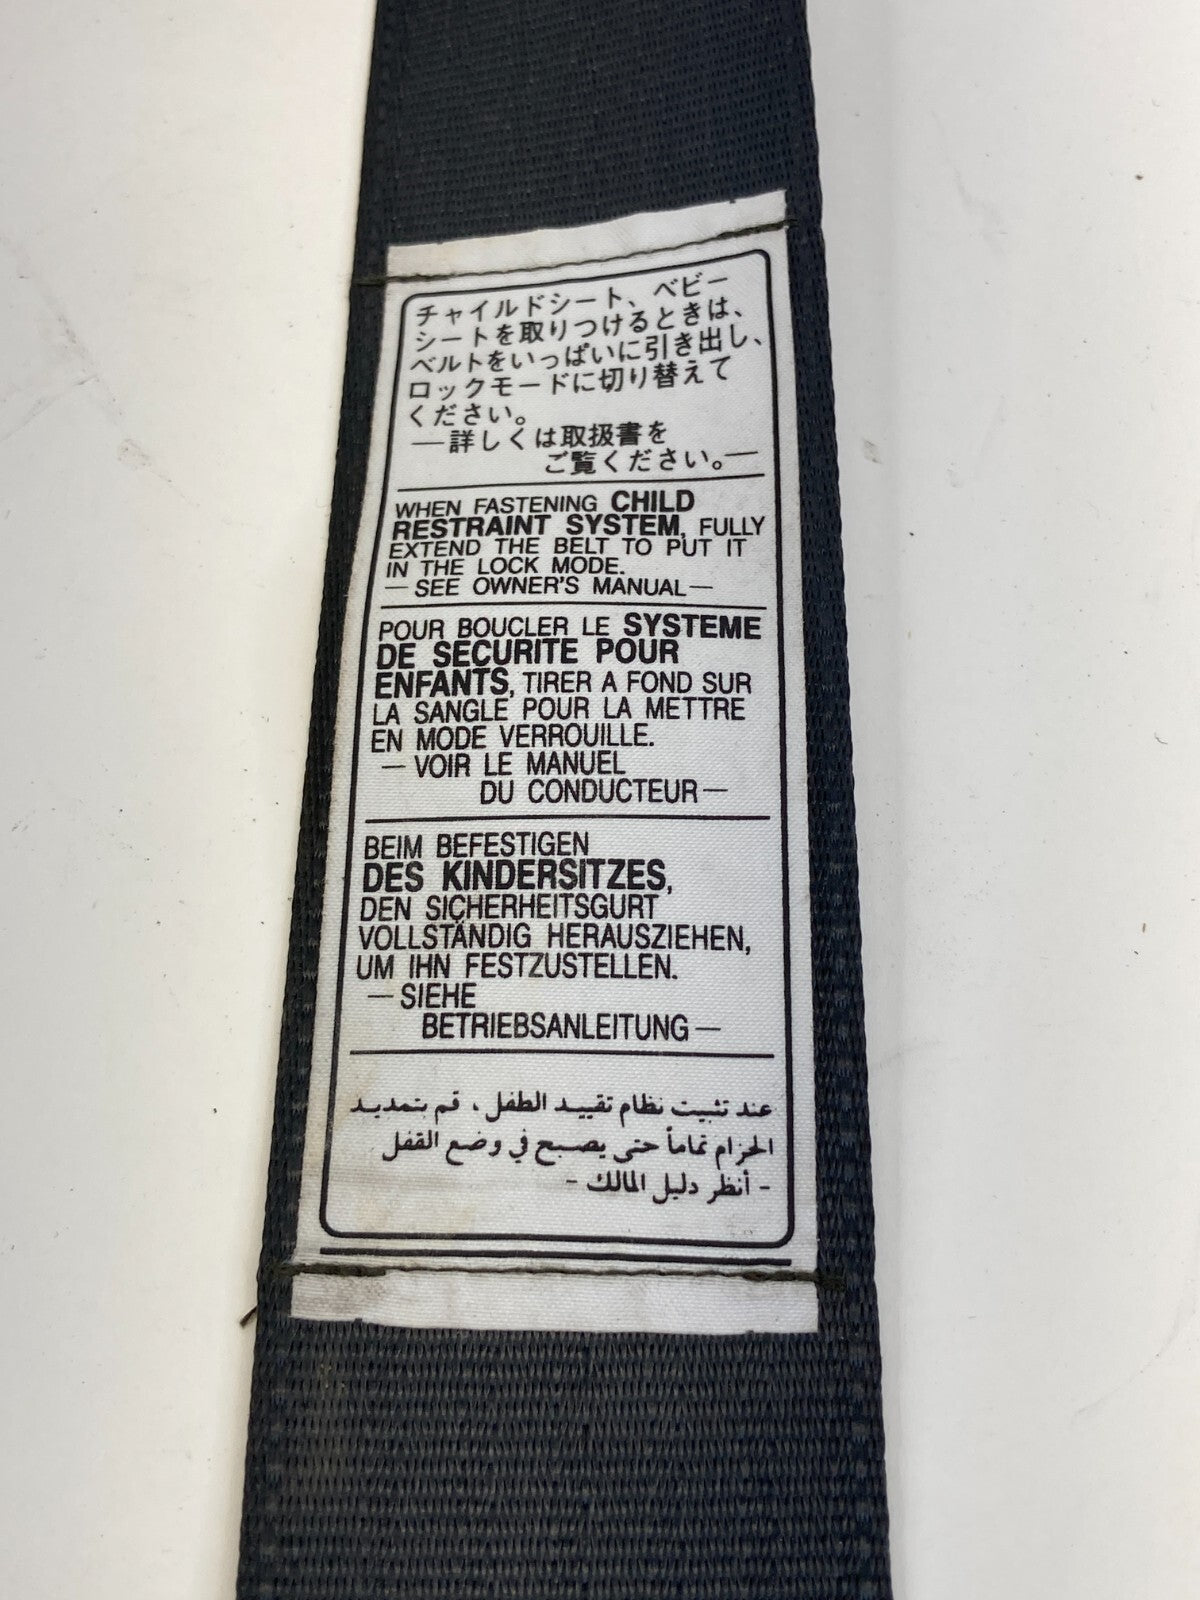 チャイルドシート、ベビー
シートを取りつけるときは、
ベルトをいっぱいに引き出し、
ロックモードに切り替えて
ください。
—詳しくは取扱書を
ご覧ください。—
WHEN FASTENING CHILD
RESTRAINT SYSTEM, FULLY
EXTEND THE BELT TO PUT IT
IN THE LOCK MODE.
— SEE OWNER'S MANUAL —
POUR BOUCLER LE SYSTEME
DE SECURITE POUR
ENFANTS, TIRER A FOND SUR
LA SANGLE POUR LA METTRE
EN MODE VERROUILLE.
— VOIR LE MANUEL
DU CONDUCTEUR —
BEIM BEFESTIGEN
DES KINDERSITZES,
DEN SICHERHEITSGURT
VOLLSTÄNDIG HERAUSZIEHEN,
UM IHN FESTZUSTELLEN.
— SIEHE
BETRIEBSANLEITUNG —
عند تثبيت نظام تقييد الطفل ، قم بتمديد
الحزام تماماً حتى يصبح في وضع القفل
- أنظر دليل المالك -